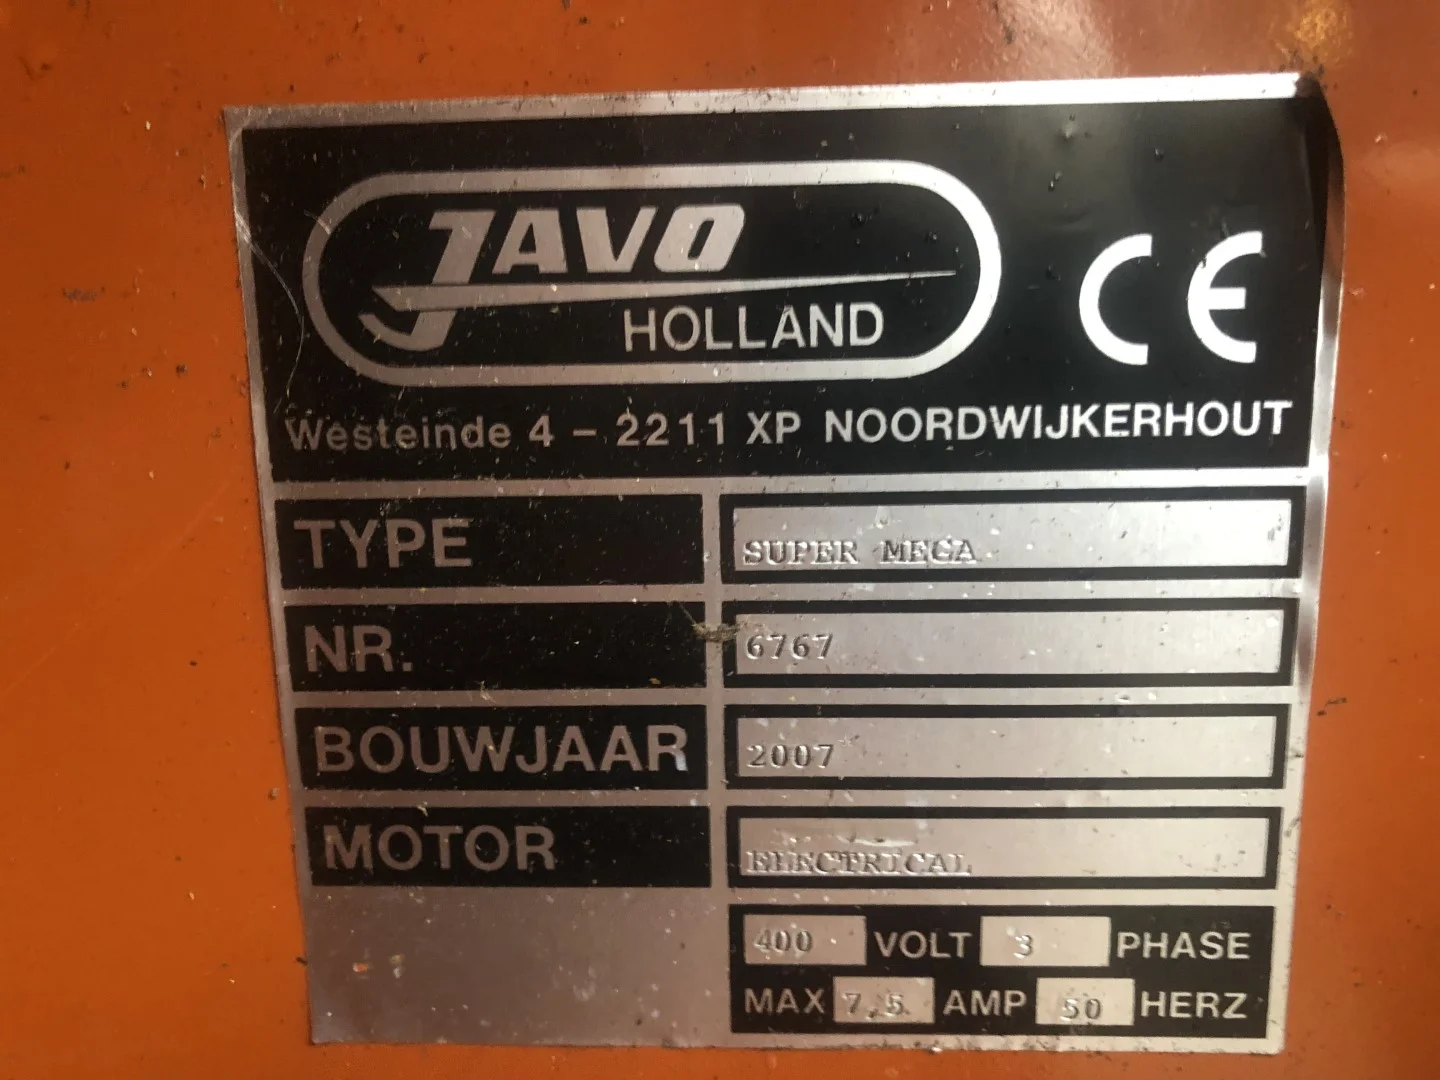 JAVO
HOLLAND
CE
Westeinde 4 - 2211 XP NOORDWIJKERHOUT
TYPE SUPER MEGA
NR. 6767
BOUWJAAR 2007
MOTOR ELECTRICAL
400 VOLT 3 PHASE
MAX 7,5 AMP 50 HERZ